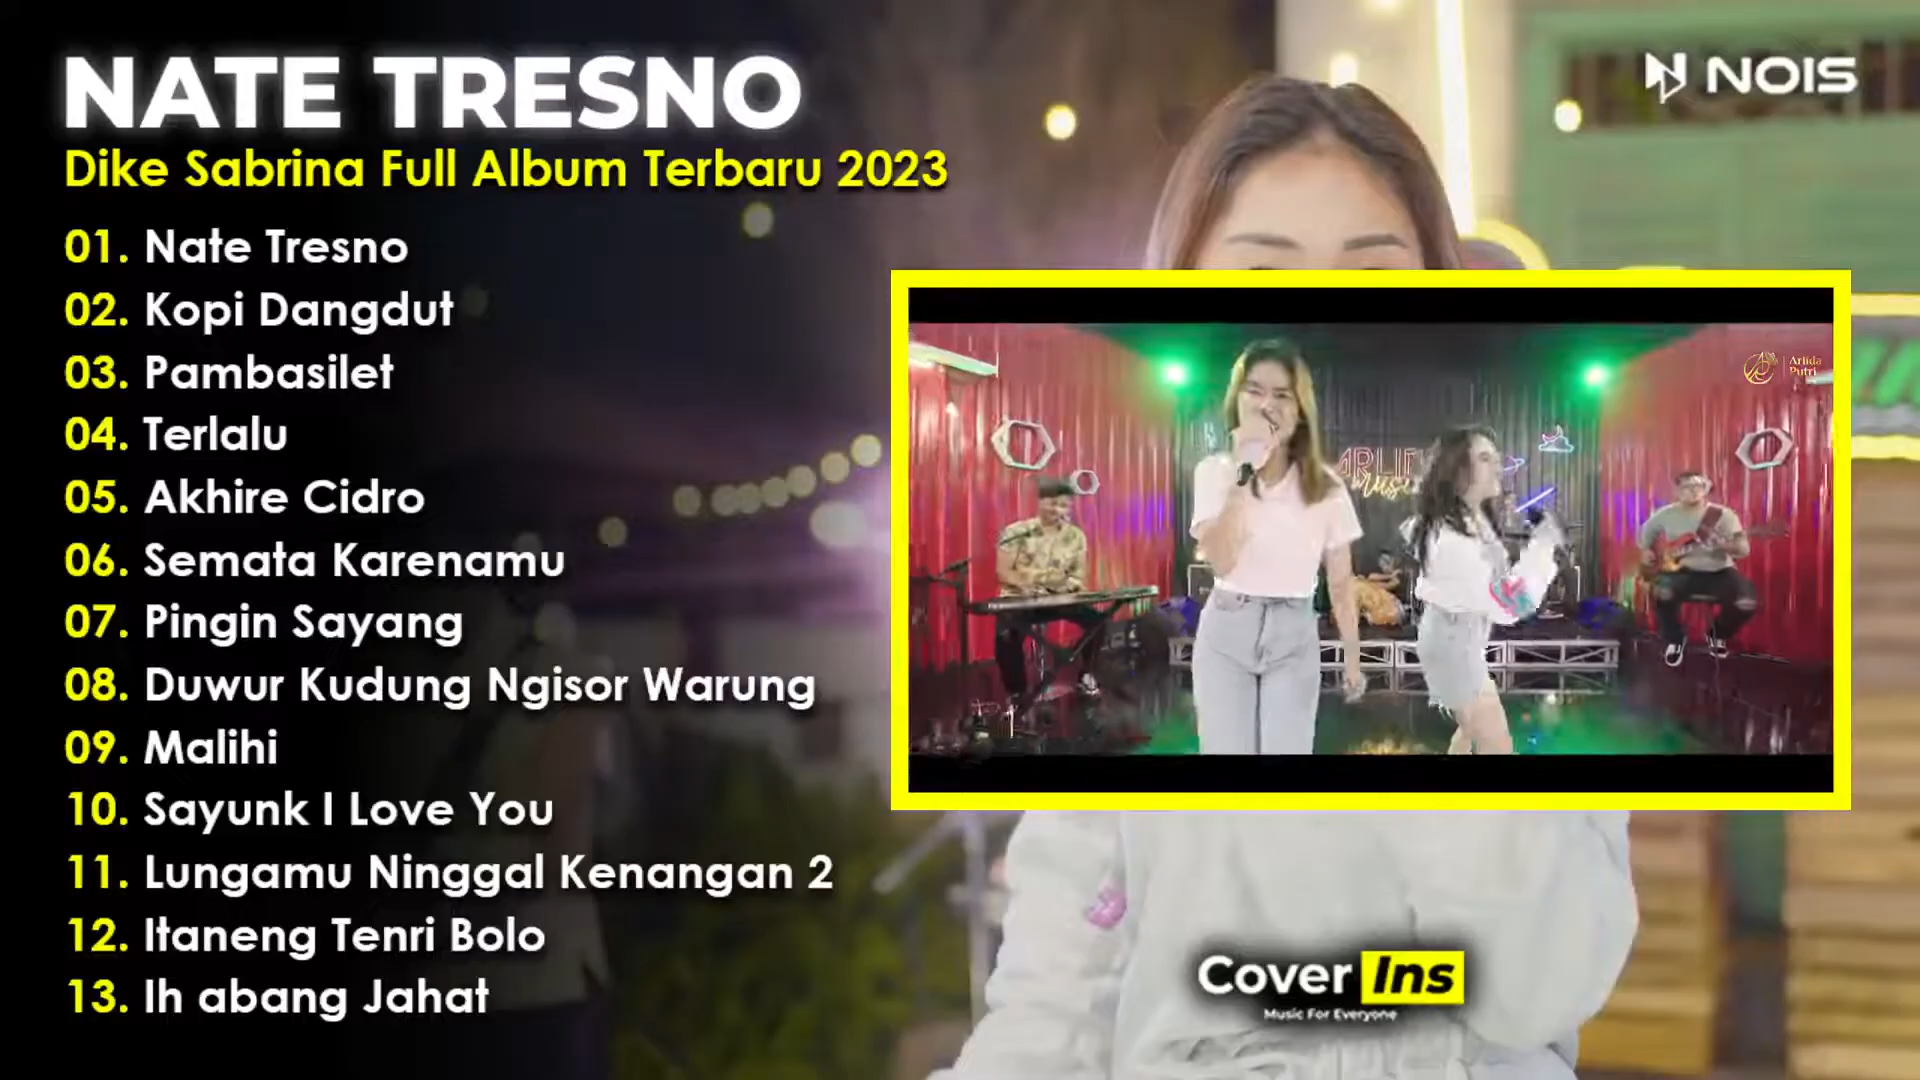 NATE TRESNO
Dike Sabrina Full Album Terbaru 2023
01. Nate Tresno
02. Kopi Dangdut
03. Pambasilet
04. Terlalu
05. Akhire Cidro
06. Semata Karenamu
07. Pingin Sayang
08. Duwur Kudung Ngisor Warung
09. Malihi
10. Sayunk I Love You
11. Lungamu Ninggal Kenangan 2
12. Itaneng Tenri Bolo
13. Ih abang Jahat
NOIS
Arlida
Putri
Cover Ins
Music For Everyone